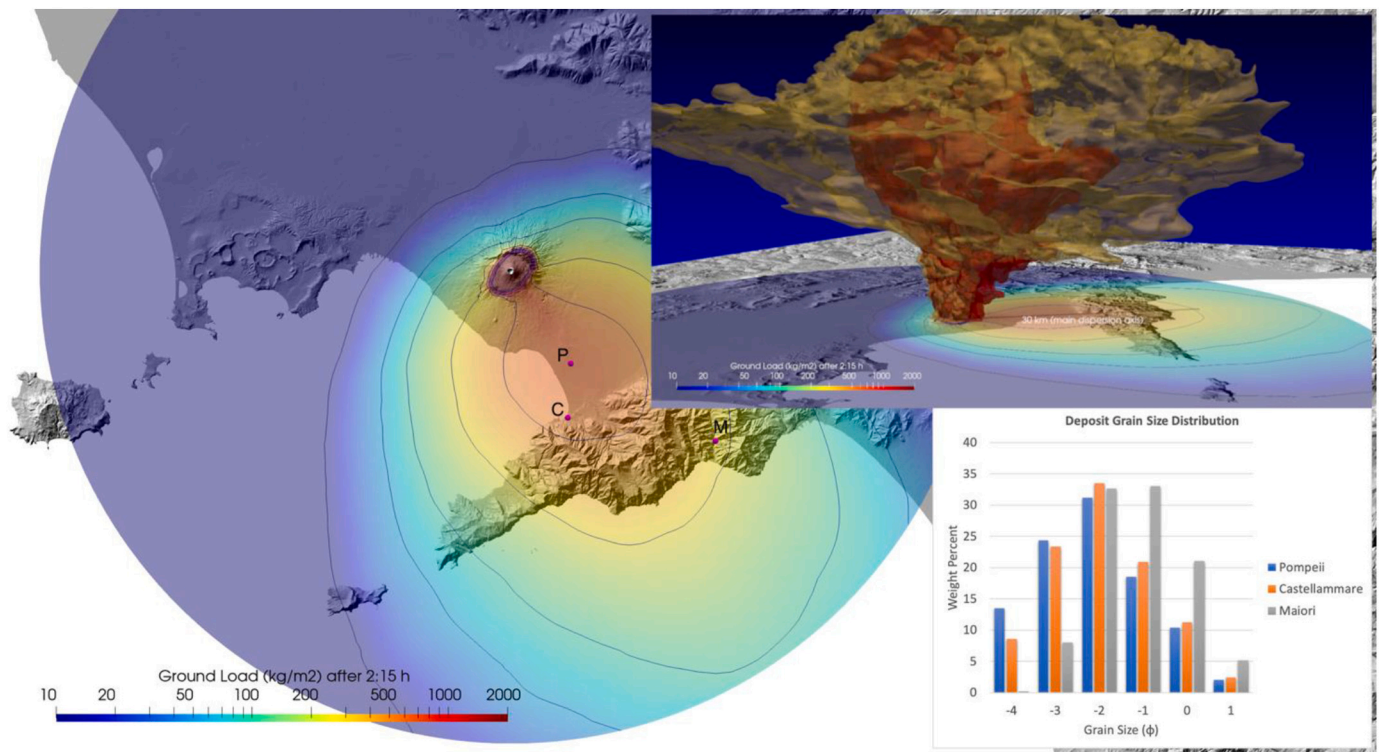 30 km (main dispersion axis)
Ground Load (kg/m2) after 2:15 h
10 20 50 100 200 500 1000 2000
P
C
M
Deposit Grain Size Distribution
40
35
30
25
20
15
10
5
0
Weight Percent
-4 -3 -2 -1 0 1
Grain Size (ϕ)
Pompeii
Castellammare
Maiori
Ground Load (kg/m2) after 2:15 h
10 20 50 100 200 500 1000 2000